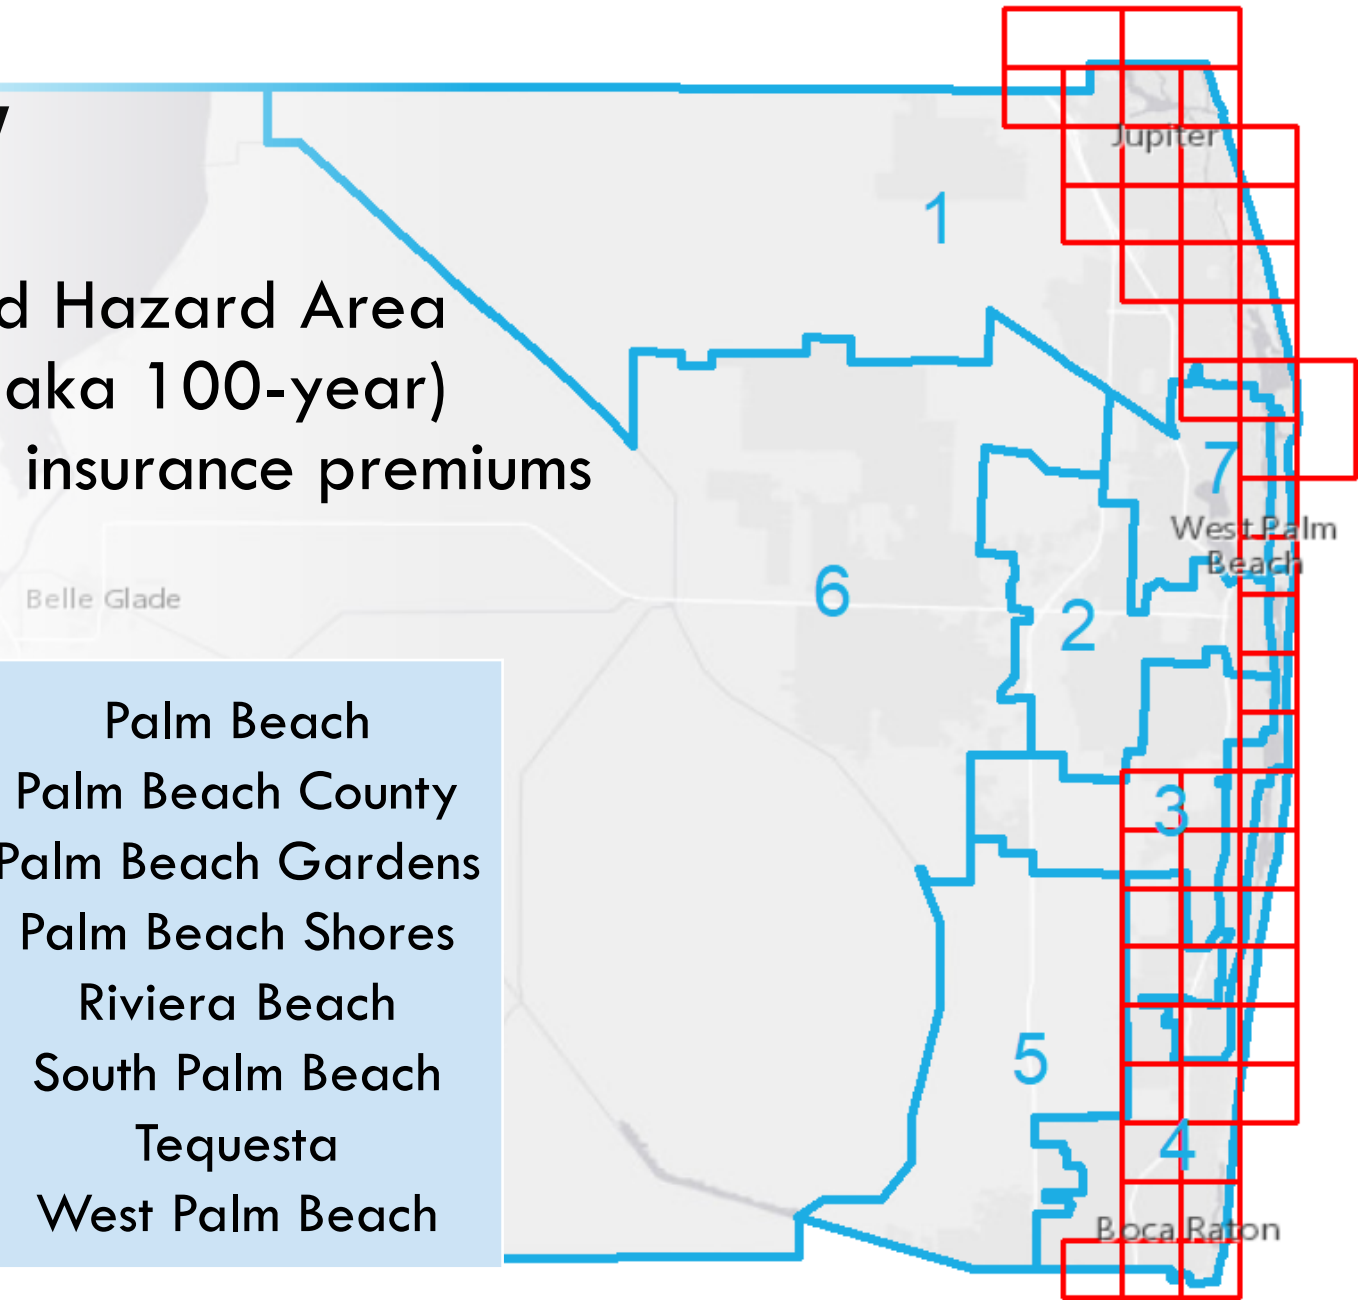 d Hazard Area
aka 100-year)
insurance premiums
Belle Glade
Palm Beach
Palm Beach County
Palm Beach Gardens
Palm Beach Shores
Riviera Beach
South Palm Beach
Tequesta
West Palm Beach
Jupiter
1
7
West Palm
Beach
6
2
3
5
4
Boca Raton